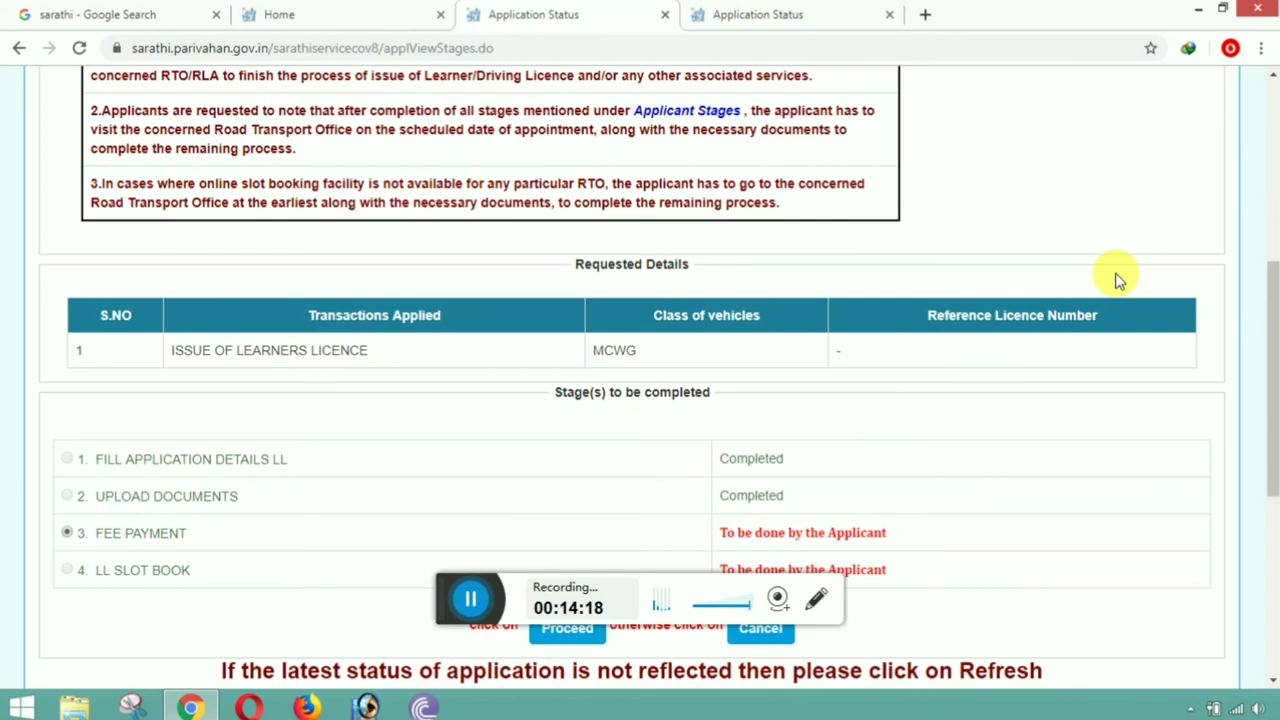 sarathi - Google Search
Home
Application Status
Application Status
sarathi.parivahan.gov.in/sarathiservicecov8/applViewStages.do
concerned RTO/RLA to finish the process of issue of Learner/Driving Licence and/or any other associated services.
2.Applicants are requested to note that after completion of all stages mentioned under Applicant Stages , the applicant has to
visit the concerned Road Transport Office on the scheduled date of appointment, along with the necessary documents to
complete the remaining process.
3.In cases where online slot booking facility is not available for any particular RTO, the applicant has to go to the concerned
Road Transport Office at the earliest along with the necessary documents, to complete the remaining process.
Requested Details
S.NO Transactions Applied Class of vehicles Reference Licence Number
1 ISSUE OF LEARNERS LICENCE MCWG -
Stage(s) to be completed
1. FILL APPLICATION DETAILS LL Completed
2. UPLOAD DOCUMENTS Completed
3. FEE PAYMENT To be done by the Applicant
4. LL SLOT BOOK To be done by the Applicant
Recording...
00:14:18
click on Proceed otherwise click on Cancel
If the latest status of application is not reflected then please click on Refresh